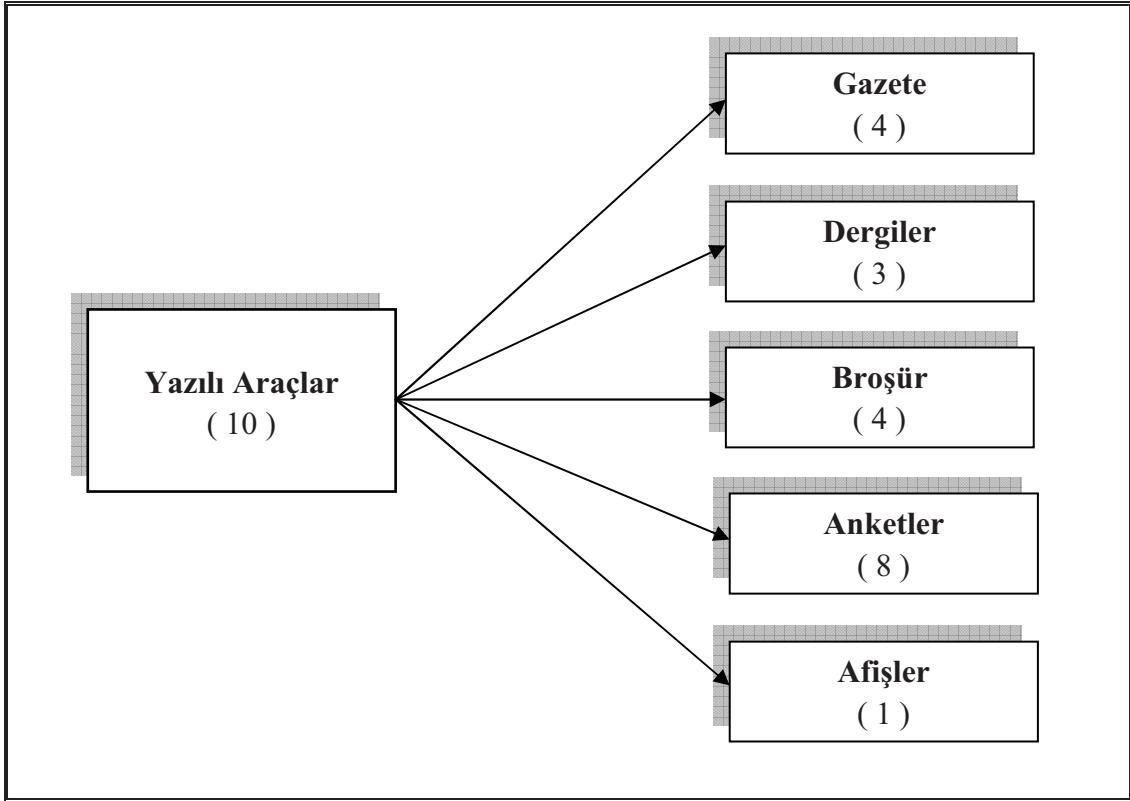 Gazete
( 4 )
Dergiler
( 3 )
Yazılı Araçlar
( 10 )
Broşür
( 4 )
Anketler
( 8 )
Afişler
( 1 )